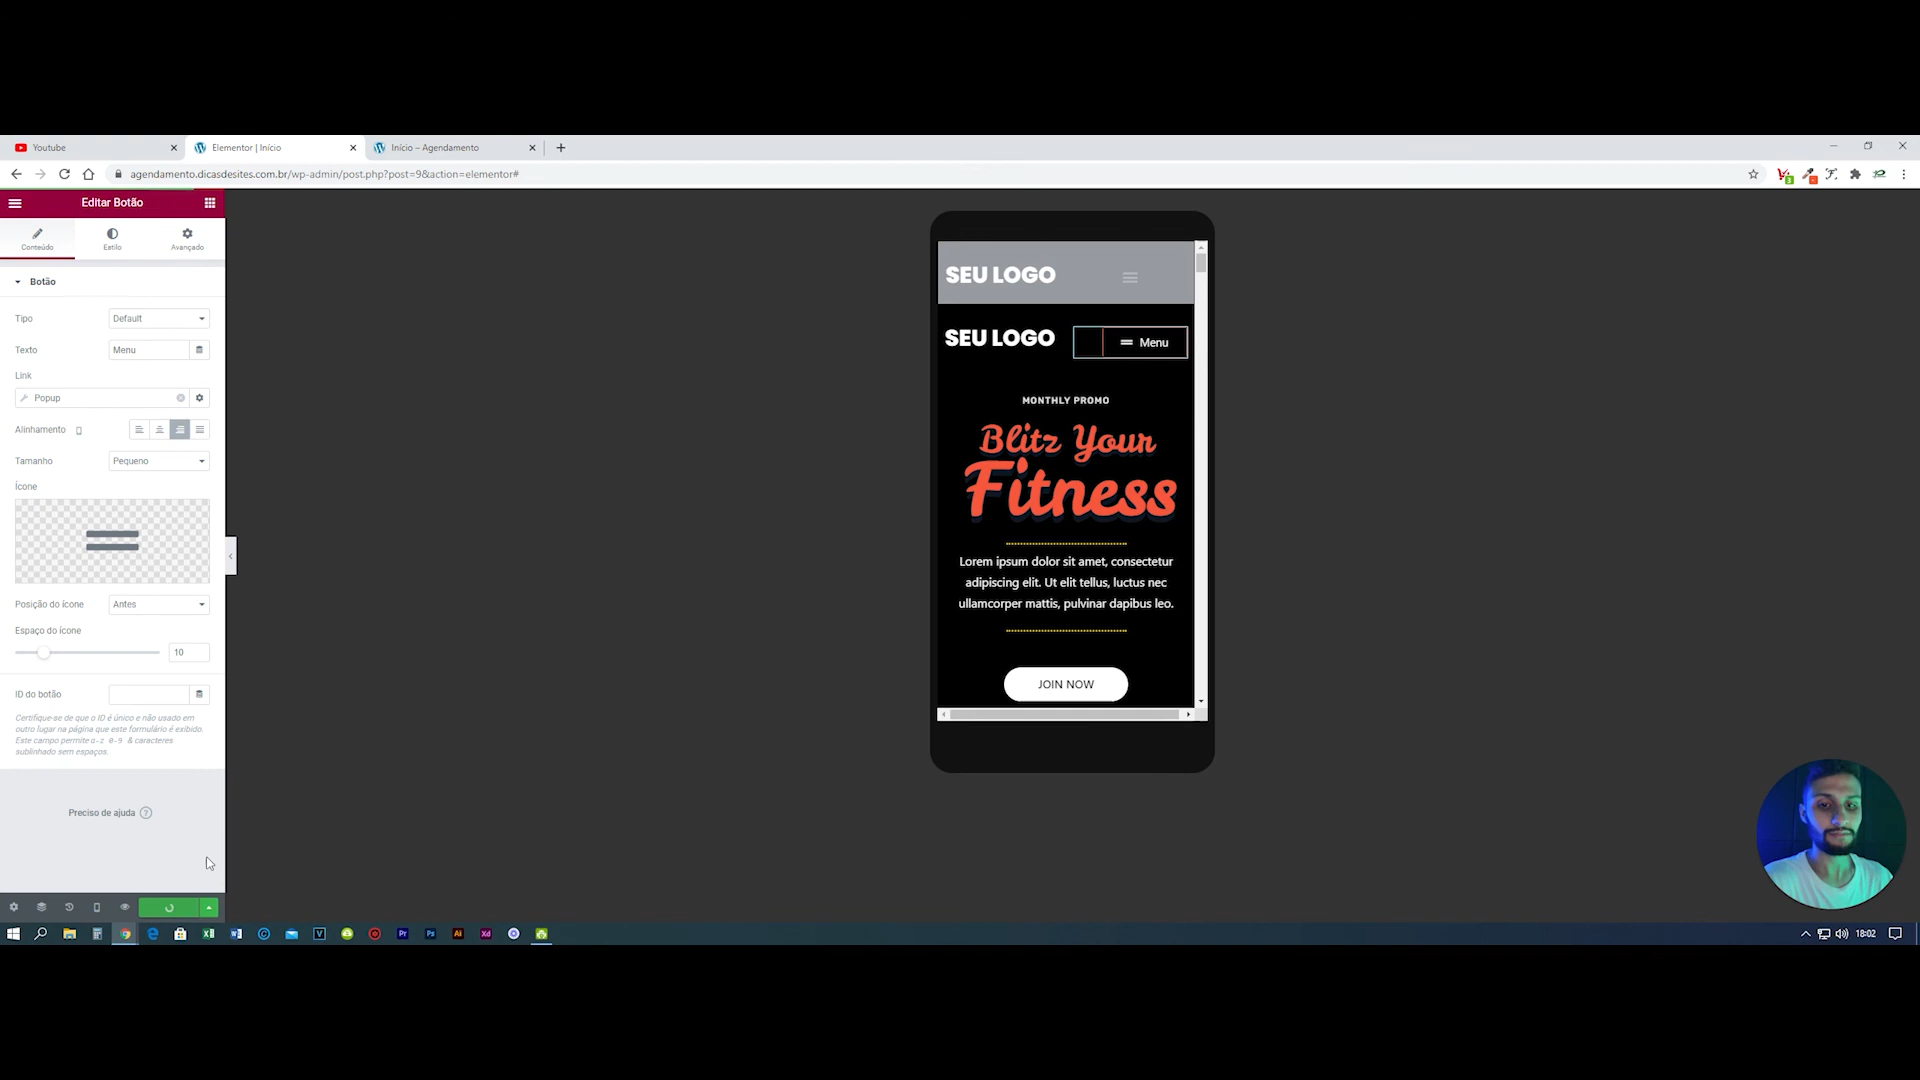 Youtube
Elementor | Início
Início – Agendamento
agendamento.dicasdesites.com.br/wp-admin/post.php?post=9&action=elementor#
Editar Botão
Conteúdo
Estilo
Avançado
Botão
Tipo
Default
Texto
Menu
Link
Popup
Alinhamento
Tamanho
Pequeno
Ícone
Posição do ícone
Antes
Espaço do ícone
10
ID do botão
Certifique-se de que o ID é único e não usado em
outro lugar na página que este formulário é exibido.
Este campo permite a-z 0-9 & caracteres
sublinhado sem espaços.
Preciso de ajuda
SEU LOGO
SEU LOGO
Menu
MONTHLY PROMO
Blitz Your
Fitness
Lorem ipsum dolor sit amet, consectetur
adipiscing elit. Ut elit tellus, luctus nec
ullamcorper mattis, pulvinar dapibus leo.
JOIN NOW
18:02